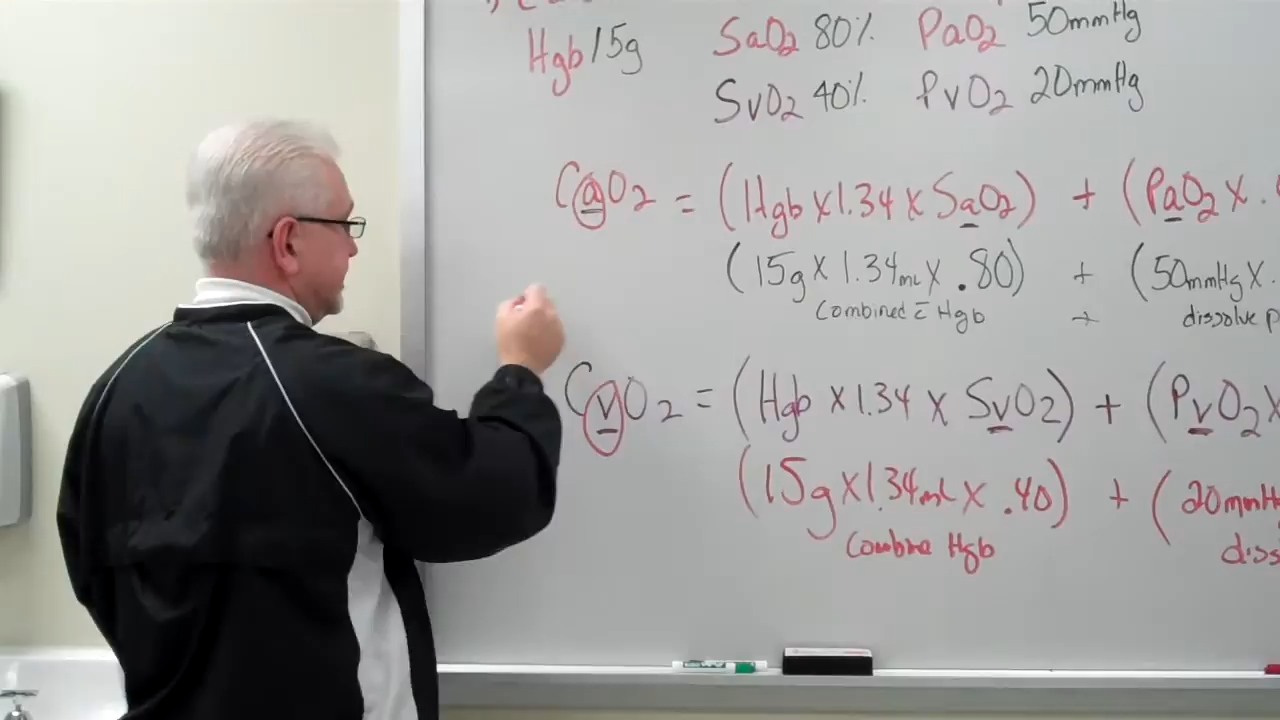 Hgb 15g SaO2 80% PaO2 50mmHg
SvO2 40% PvO2 20mmHg
CaO2 = (Hgb x 1.34 x SaO2) + (PaO2 x .
(15g x 1.34mL x .80) + (50mmHg x .
Combined c̄ Hgb + dissolve p
CvO2 = (Hgb x 1.34 x SvO2) + (PvO2 x
(15g x 1.34mL x .40) + (20mmH
Combine Hgb diss